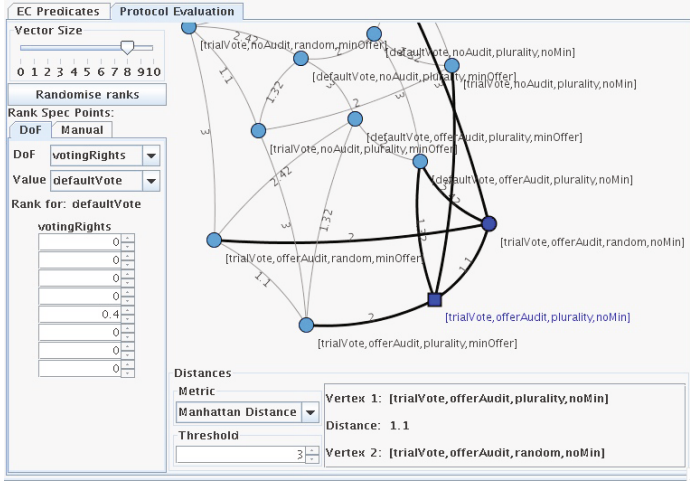 EC Predicates
Protocol Evaluation
Vector Size
0 1 2 3 4 5 6 7 8 910
Randomise ranks
Rank Spec Points:
DoF
Manual
DoF votingRights
Value defaultVote
Rank for: defaultVote
votingRights
0
0
0
0
0.4
0
0
0
[trialVote,noAudit,random,minOffer]
[defaultVote,noAudit,plurality,noMin]
[defaultVote,noAudit,plurality,minOffer]
[trialVote,noAudit,plurality,noMin]
[defaultVote,offerAudit,plurality,minOffer]
[trialVote,noAudit,plurality,minOffer]
[defaultVote,offerAudit,plurality,noMin]
[trialVote,offerAudit,random,noMin]
[trialVote,offerAudit,random,minOffer]
[trialVote,offerAudit,plurality,noMin]
[trialVote,offerAudit,plurality,minOffer]
2.42
1.1
1.32
3
3
2
3
2.42
3
1.32
2
1.1
1.1
2
Distances
Metric
Manhattan Distance
Threshold
3
Vertex 1: [trialVote,offerAudit,plurality,noMin]
Distance: 1.1
Vertex 2: [trialVote,offerAudit,random,noMin]